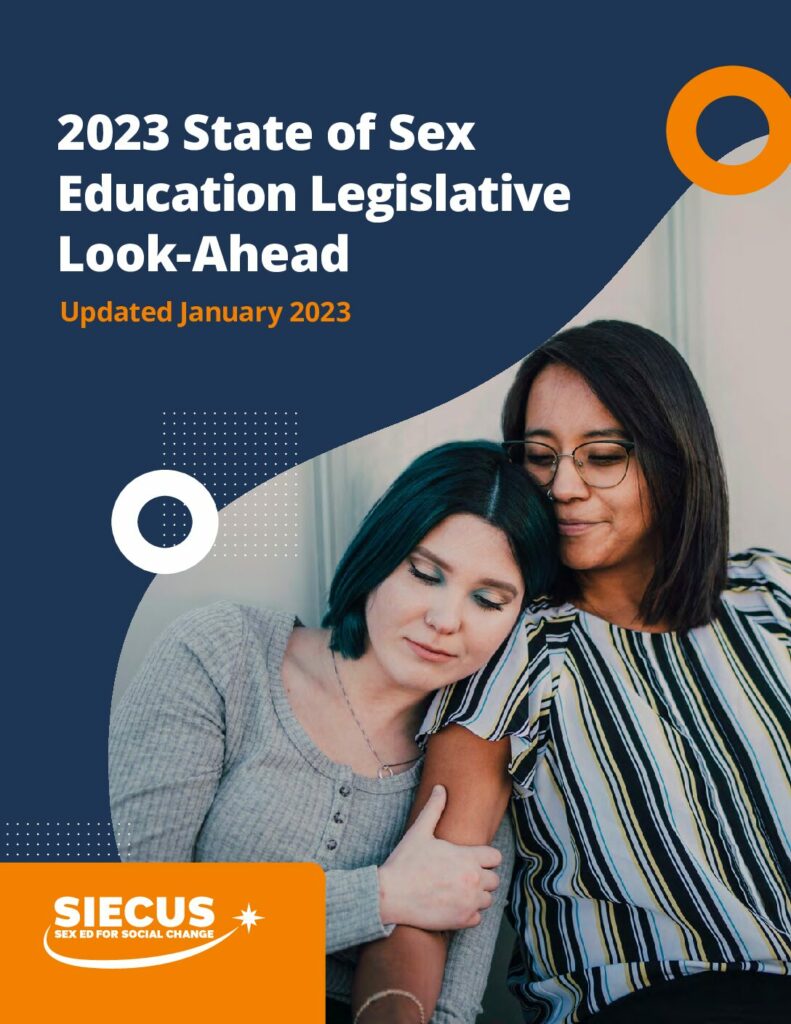 2023 State of Sex
Education Legislative
Look-Ahead
Updated January 2023
SIECUS
SEX ED FOR SOCIAL CHANGE